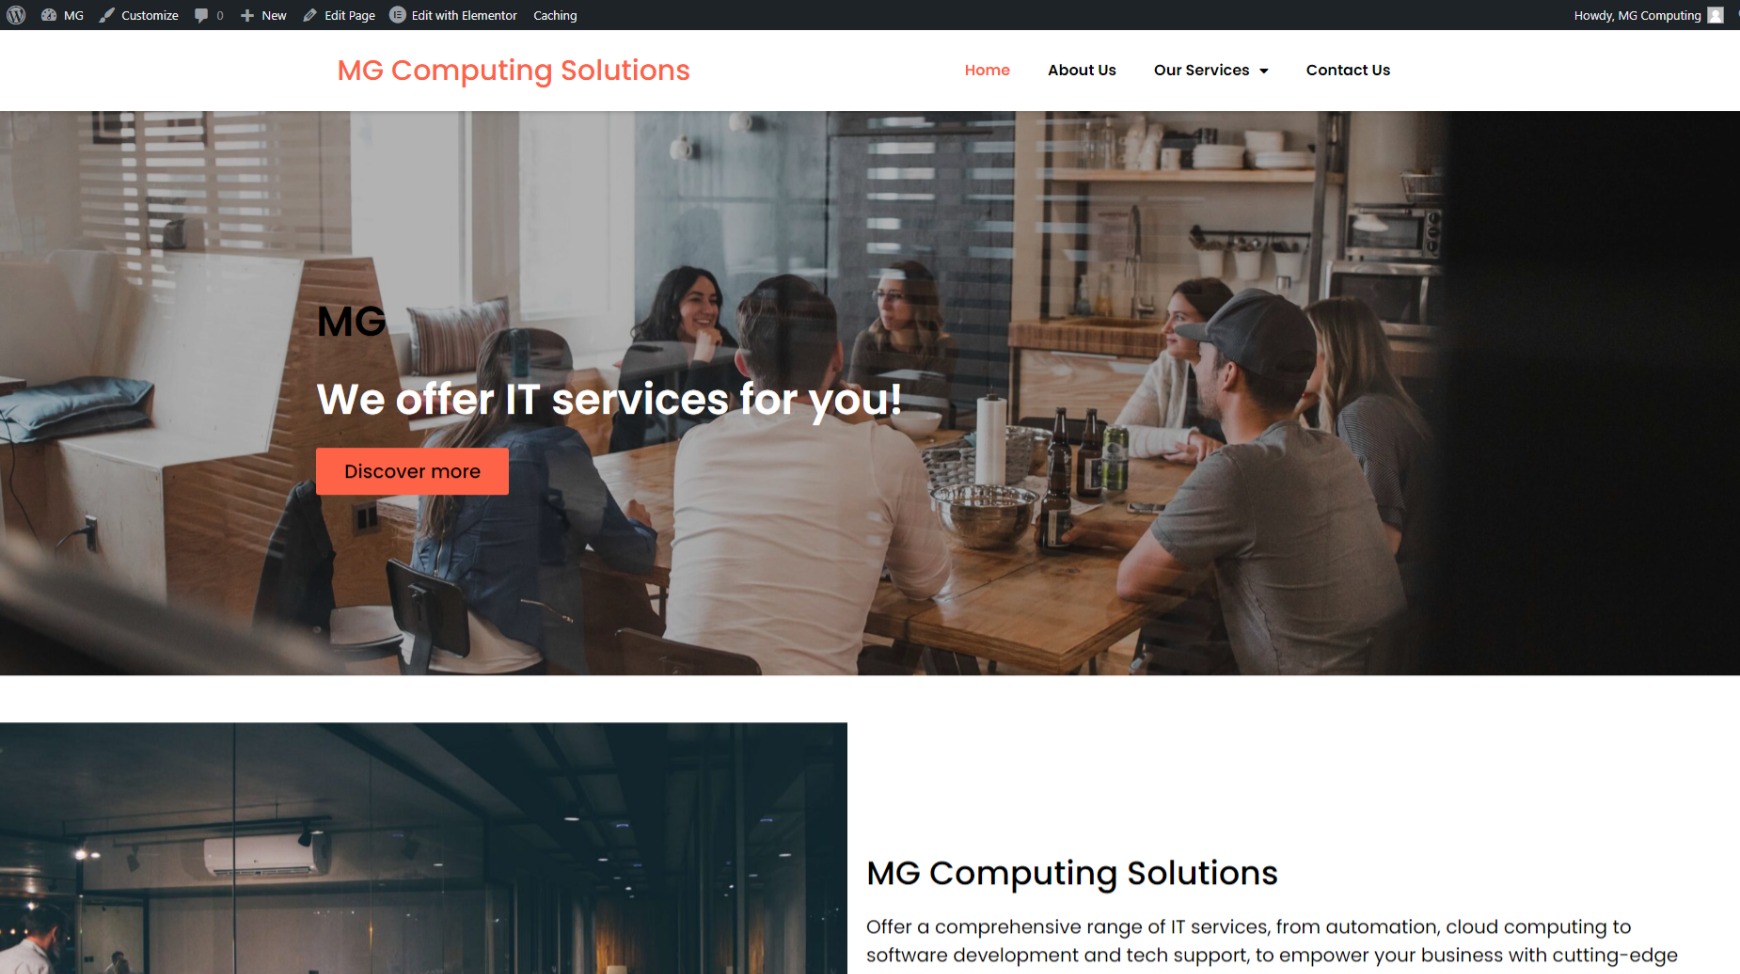 MG Customize 0 New Edit Page Edit with Elementor Caching Howdy, MG Computing
MG Computing Solutions Home About Us Our Services Contact Us
MG
We offer IT services for you!
Discover more
MG Computing Solutions
Offer a comprehensive range of IT services, from automation, cloud computing to
software development and tech support, to empower your business with cutting-edge